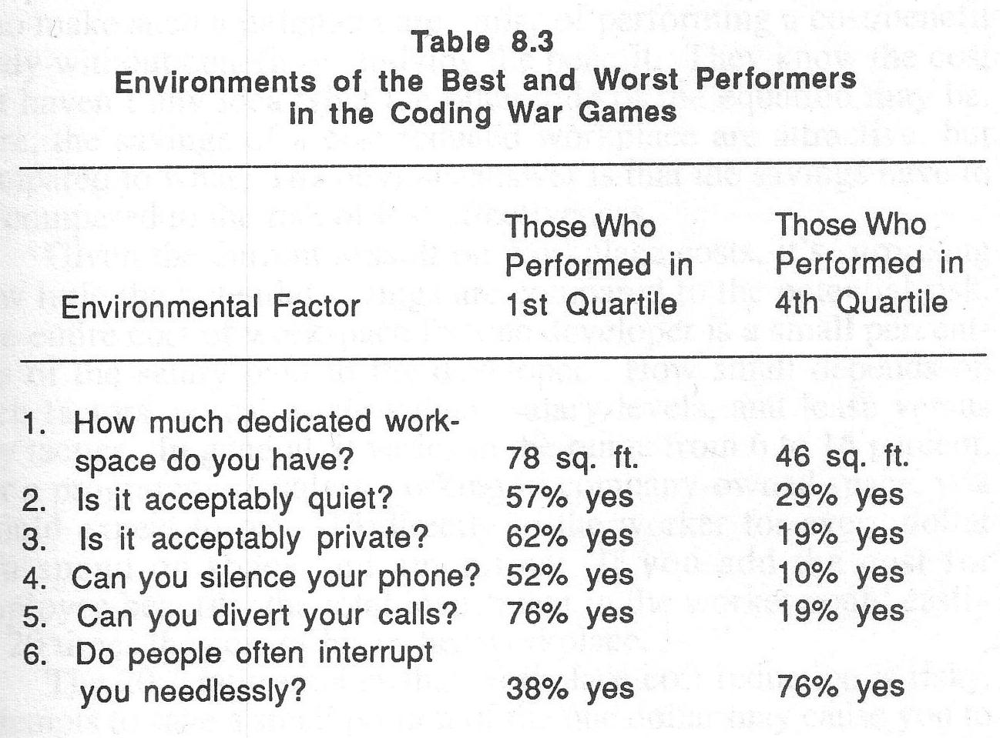 Table 8.3
Environments of the Best and Worst Performers
in the Coding War Games
Environmental Factor
Those Who
Performed in
1st Quartile
Those Who
Performed in
4th Quartile
1. How much dedicated work-
space do you have? 78 sq. ft. 46 sq. ft.
2. Is it acceptably quiet? 57% yes 29% yes
3. Is it acceptably private? 62% yes 19% yes
4. Can you silence your phone? 52% yes 10% yes
5. Can you divert your calls? 76% yes 19% yes
6. Do people often interrupt
you needlessly? 38% yes 76% yes